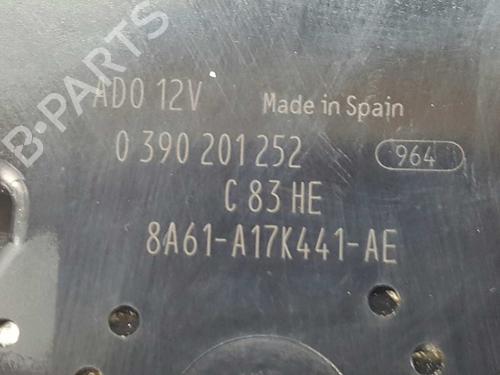 B-PARTS
ADO 12V Made in Spain
0 390 201 252 964
C 83 HE
8A61-A17K441-AE